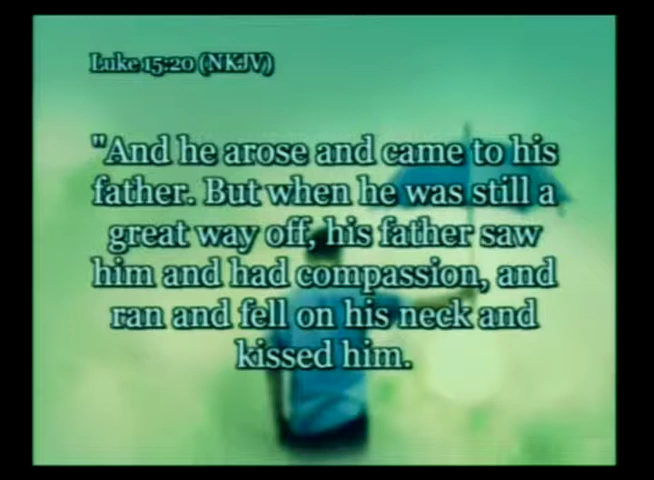 Luke 15:20 (NKJV)
"And he arose and came to his
father. But when he was still a
great way off, his father saw
him and had compassion, and
ran and fell on his neck and
kissed him.